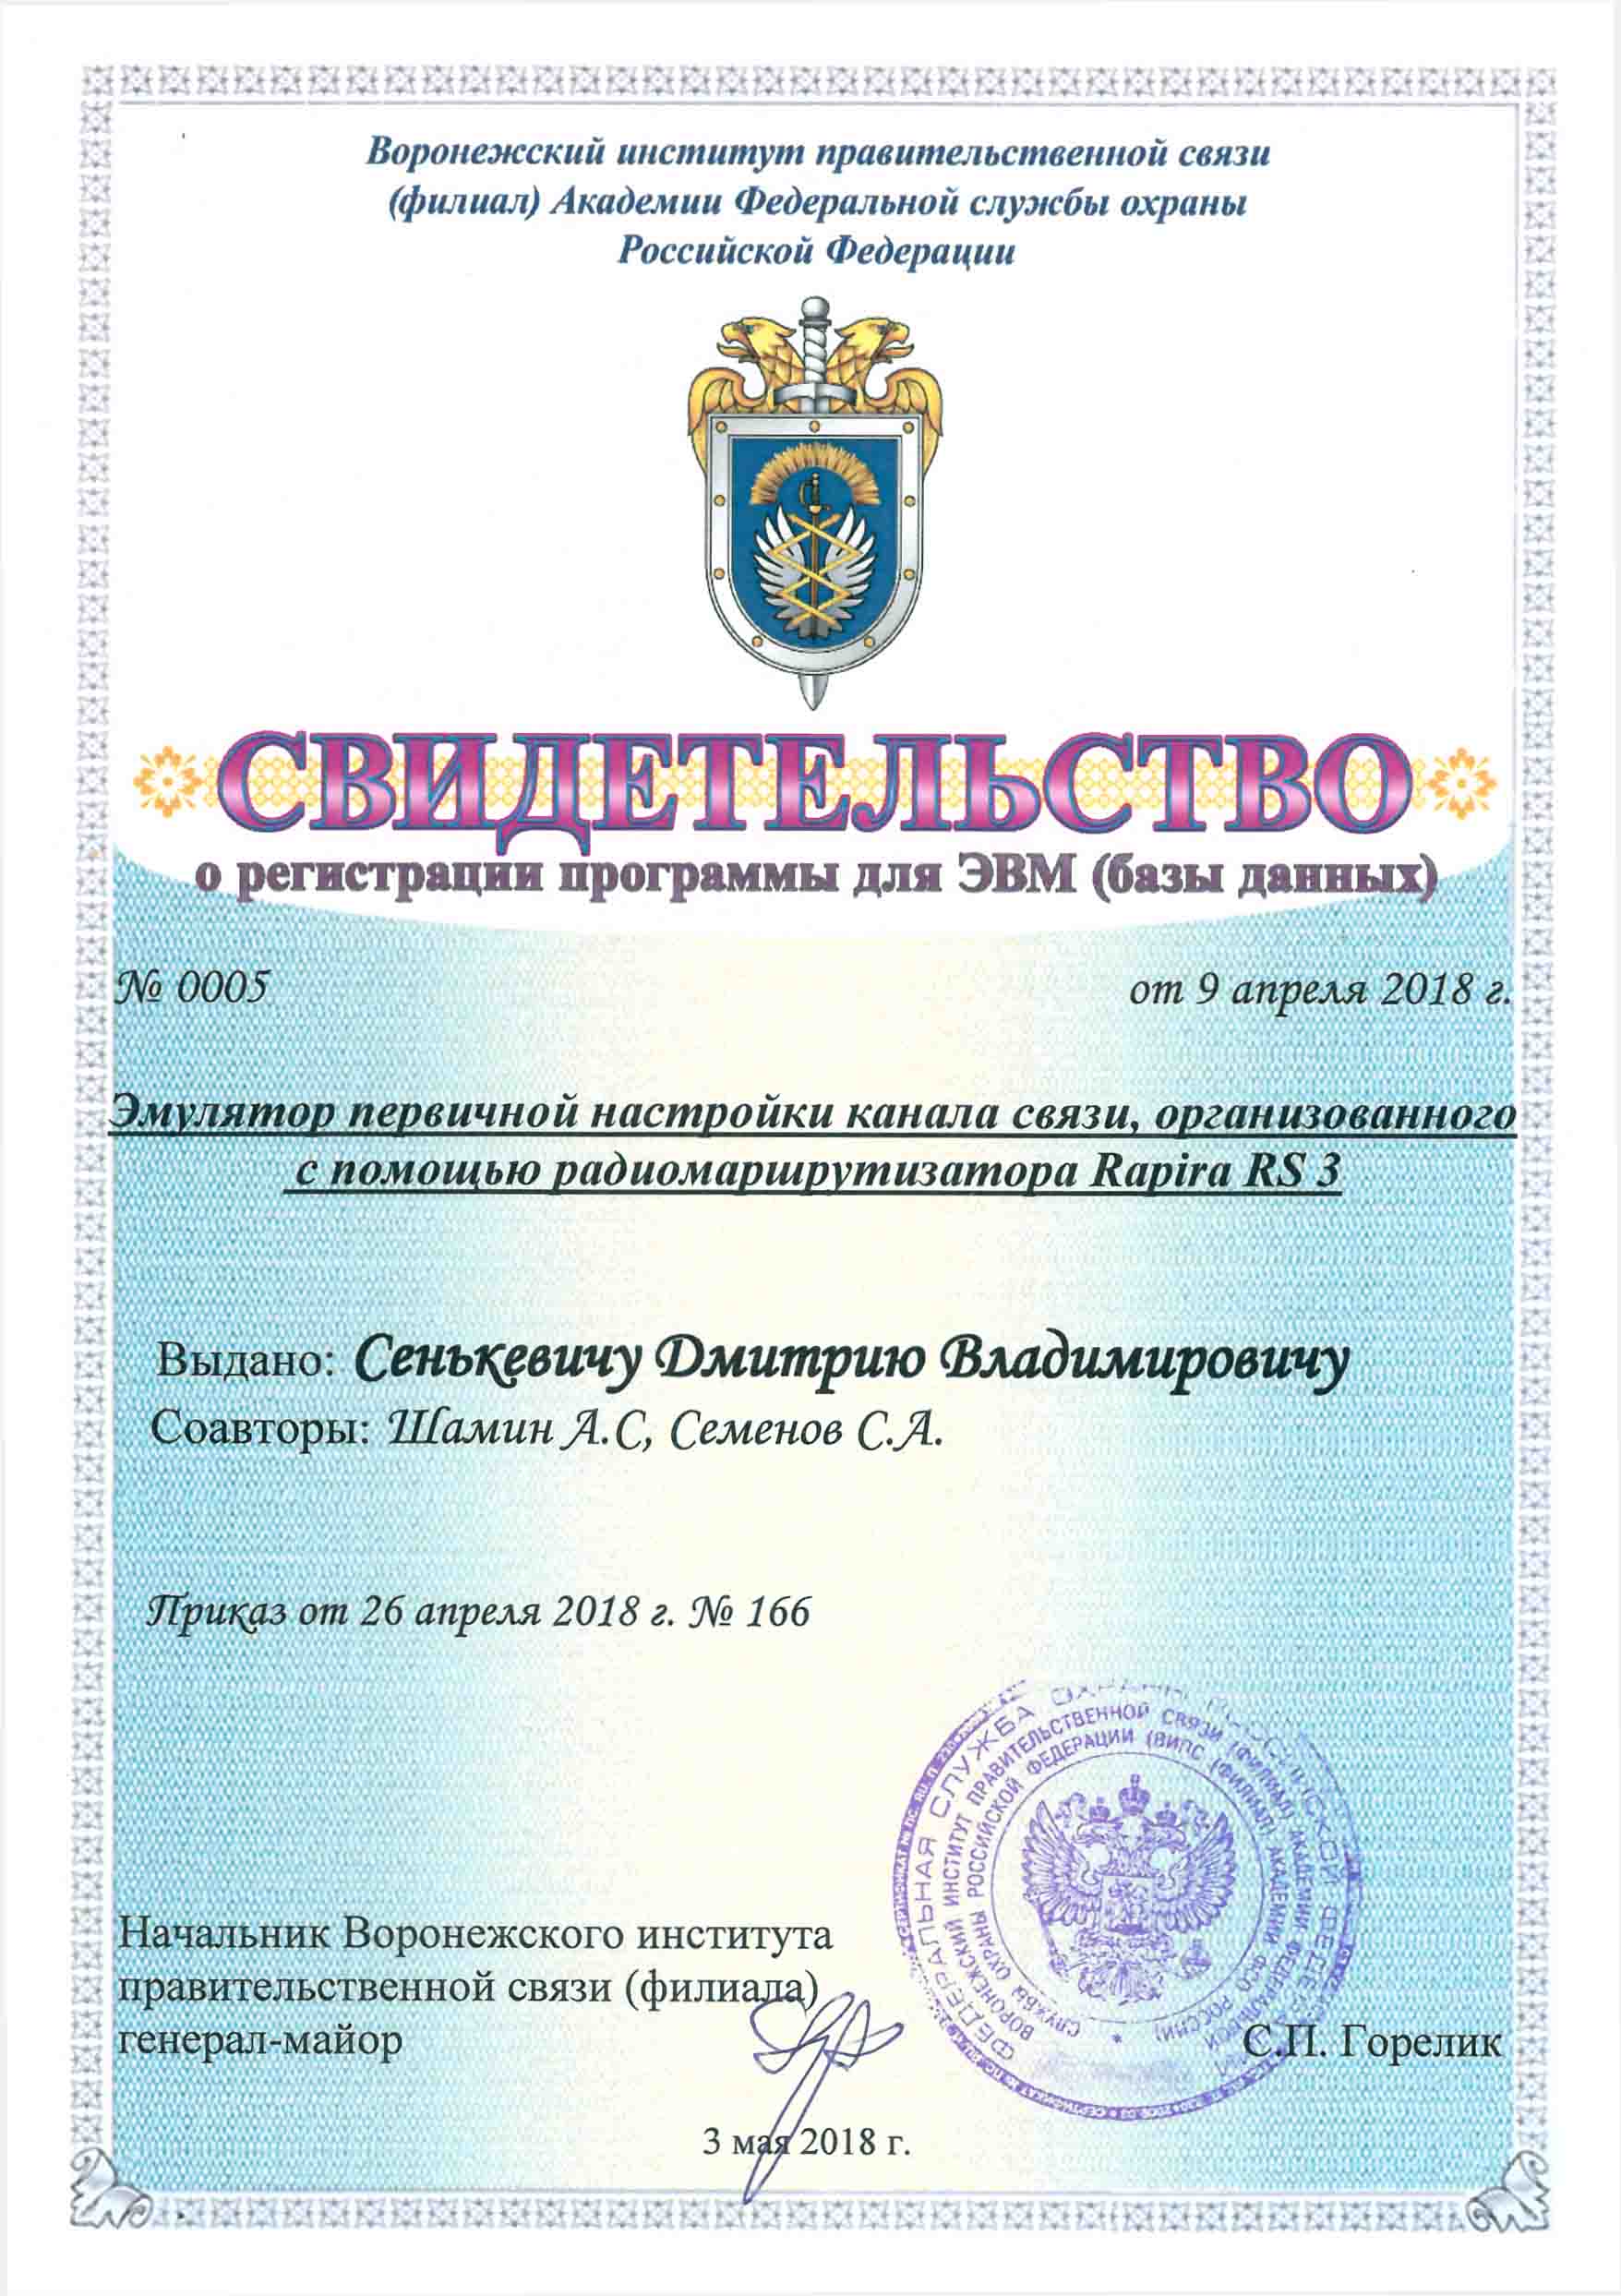 Воронежский институт правительственной связи
(филиал) Академии Федеральной службы охраны
Российской Федерации
СВИДЕТЕЛЬСТВО
о регистрации программы для ЭВМ (базы данных)
№ 0005
от 9 апреля 2018 г.
Эмулятор первичной настройки канала связи, организованного
с помощью радиомаршрутизатора Rapira RS 3
Выдано: Сенькевичу Дмитрию Владимировичу
Соавторы: Шамин А.С, Семенов С.А.
Приказ от 26 апреля 2018 г. № 166
ФЕДЕРАЛЬНАЯ СЛУЖБА ОХРАНЫ РОССИЙСКОЙ ФЕДЕРАЦИИ
ВОРОНЕЖСКИЙ ИНСТИТУТ ПРАВИТЕЛЬСТВЕННОЙ СВЯЗИ (ФИЛИАЛ) АКАДЕМИИ ФЕДЕРАЛЬНОЙ
СЛУЖБЫ ОХРАНЫ РОССИЙСКОЙ ФЕДЕРАЦИИ (ВИПС (ФИЛИАЛ) АКАДЕМИИ ФСО РОССИИ)
Начальник Воронежского института
правительственной связи (филиала)
генерал-майор
С.П. Горелик
3 мая 2018 г.